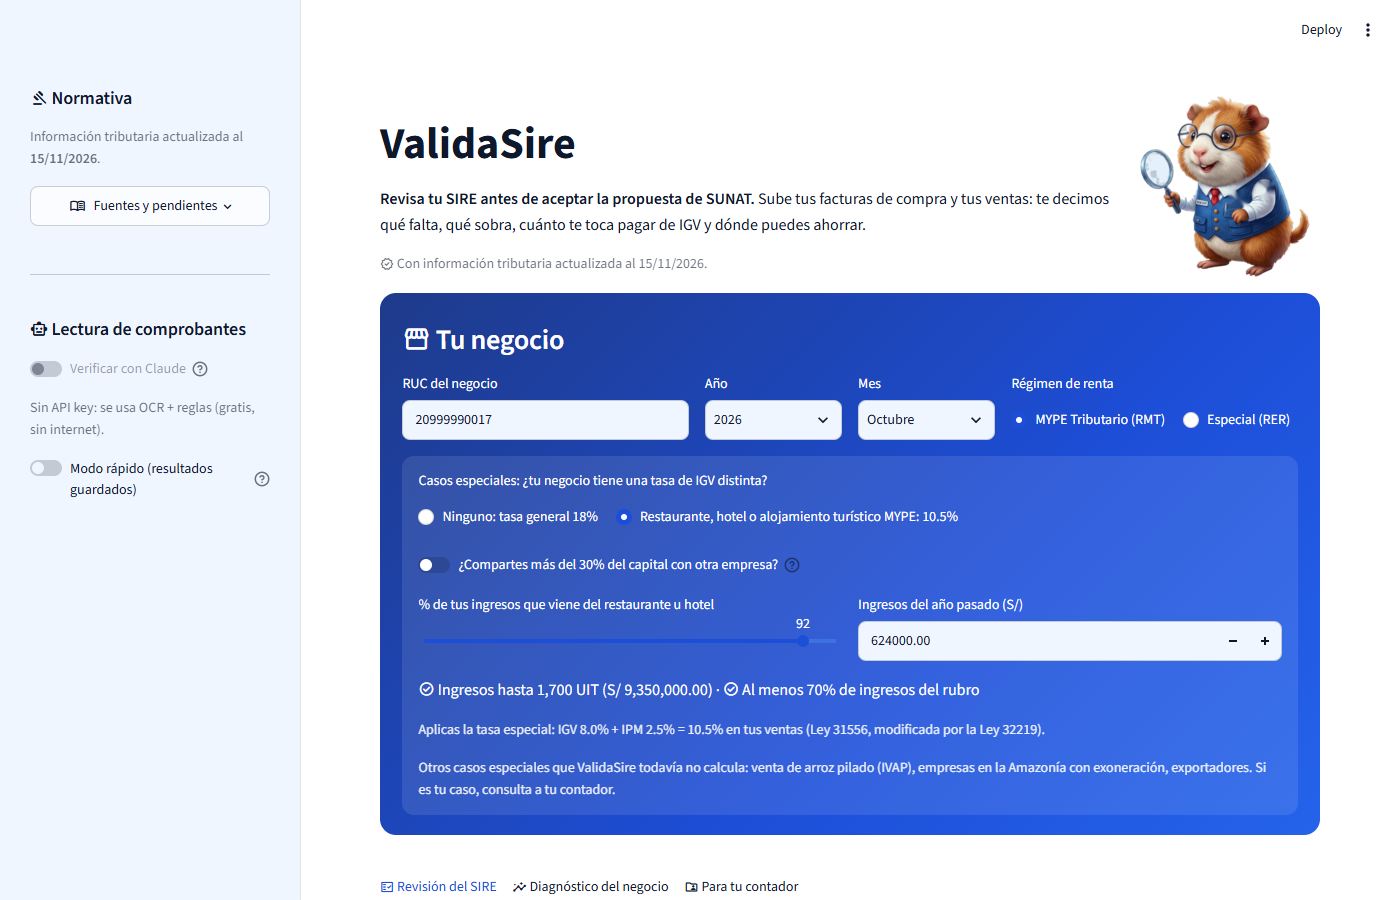 Deploy
Normativa
Información tributaria actualizada al
15/11/2026.
Fuentes y pendientes
Lectura de comprobantes
Verificar con Claude
Sin API key: se usa OCR + reglas (gratis,
sin internet).
Modo rápido (resultados
guardados)
ValidaSire
Revisa tu SIRE antes de aceptar la propuesta de SUNAT. Sube tus facturas de compra y tus ventas: te decimos
qué falta, qué sobra, cuánto te toca pagar de IGV y dónde puedes ahorrar.
Con información tributaria actualizada al 15/11/2026.
Tu negocio
RUC del negocio
Año
Mes
Régimen de renta
20999990017
2026
Octubre
MYPE Tributario (RMT)
Especial (RER)
Casos especiales: ¿tu negocio tiene una tasa de IGV distinta?
Ninguno: tasa general 18%
Restaurante, hotel o alojamiento turístico MYPE: 10.5%
¿Compartes más del 30% del capital con otra empresa?
% de tus ingresos que viene del restaurante u hotel
Ingresos del año pasado (S/)
92
624000.00
Ingresos hasta 1,700 UIT (S/ 9,350,000.00) · Al menos 70% de ingresos del rubro
Aplicas la tasa especial: IGV 8.0% + IPM 2.5% = 10.5% en tus ventas (Ley 31556, modificada por la Ley 32219).
Otros casos especiales que ValidaSire todavía no calcula: venta de arroz pilado (IVAP), empresas en la Amazonía con exoneración, exportadores. Si
es tu caso, consulta a tu contador.
Revisión del SIRE
Diagnóstico del negocio
Para tu contador